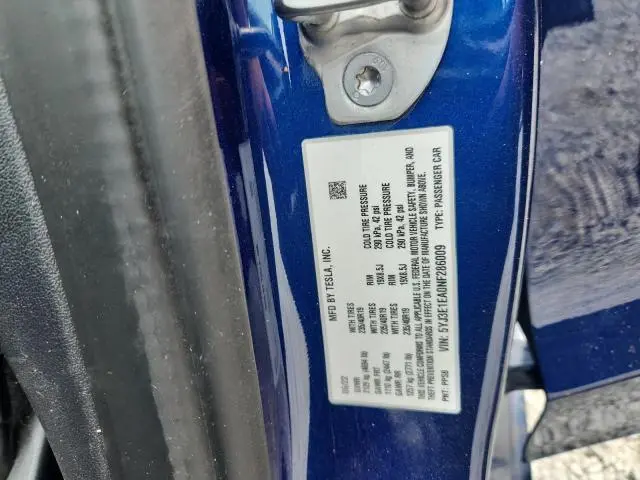 MFD BY TESLA, INC.
05/22
GVWR WITH TIRES RIM COLD TIRE PRESSURE
2125 kg (4684 lb) 235/40R19 19X8.5J 290 kPa, 42 psi
GAWR FRT WITH TIRES RIM COLD TIRE PRESSURE
1110 kg (2447 lb) 235/40R19 19X8.5J 290 kPa, 42 psi
GAWR RR
1257 kg (2771 lb)
THIS VEHICLE CONFORMS TO ALL APPLICABLE U.S. FEDERAL MOTOR VEHICLE SAFETY, BUMPER, AND
THEFT PREVENTION STANDARDS IN EFFECT ON THE DATE OF MANUFACTURE SHOWN ABOVE.
VIN: 5YJ3E1EA0NF286009
PNT: PPSB TYPE: PASSENGER CAR